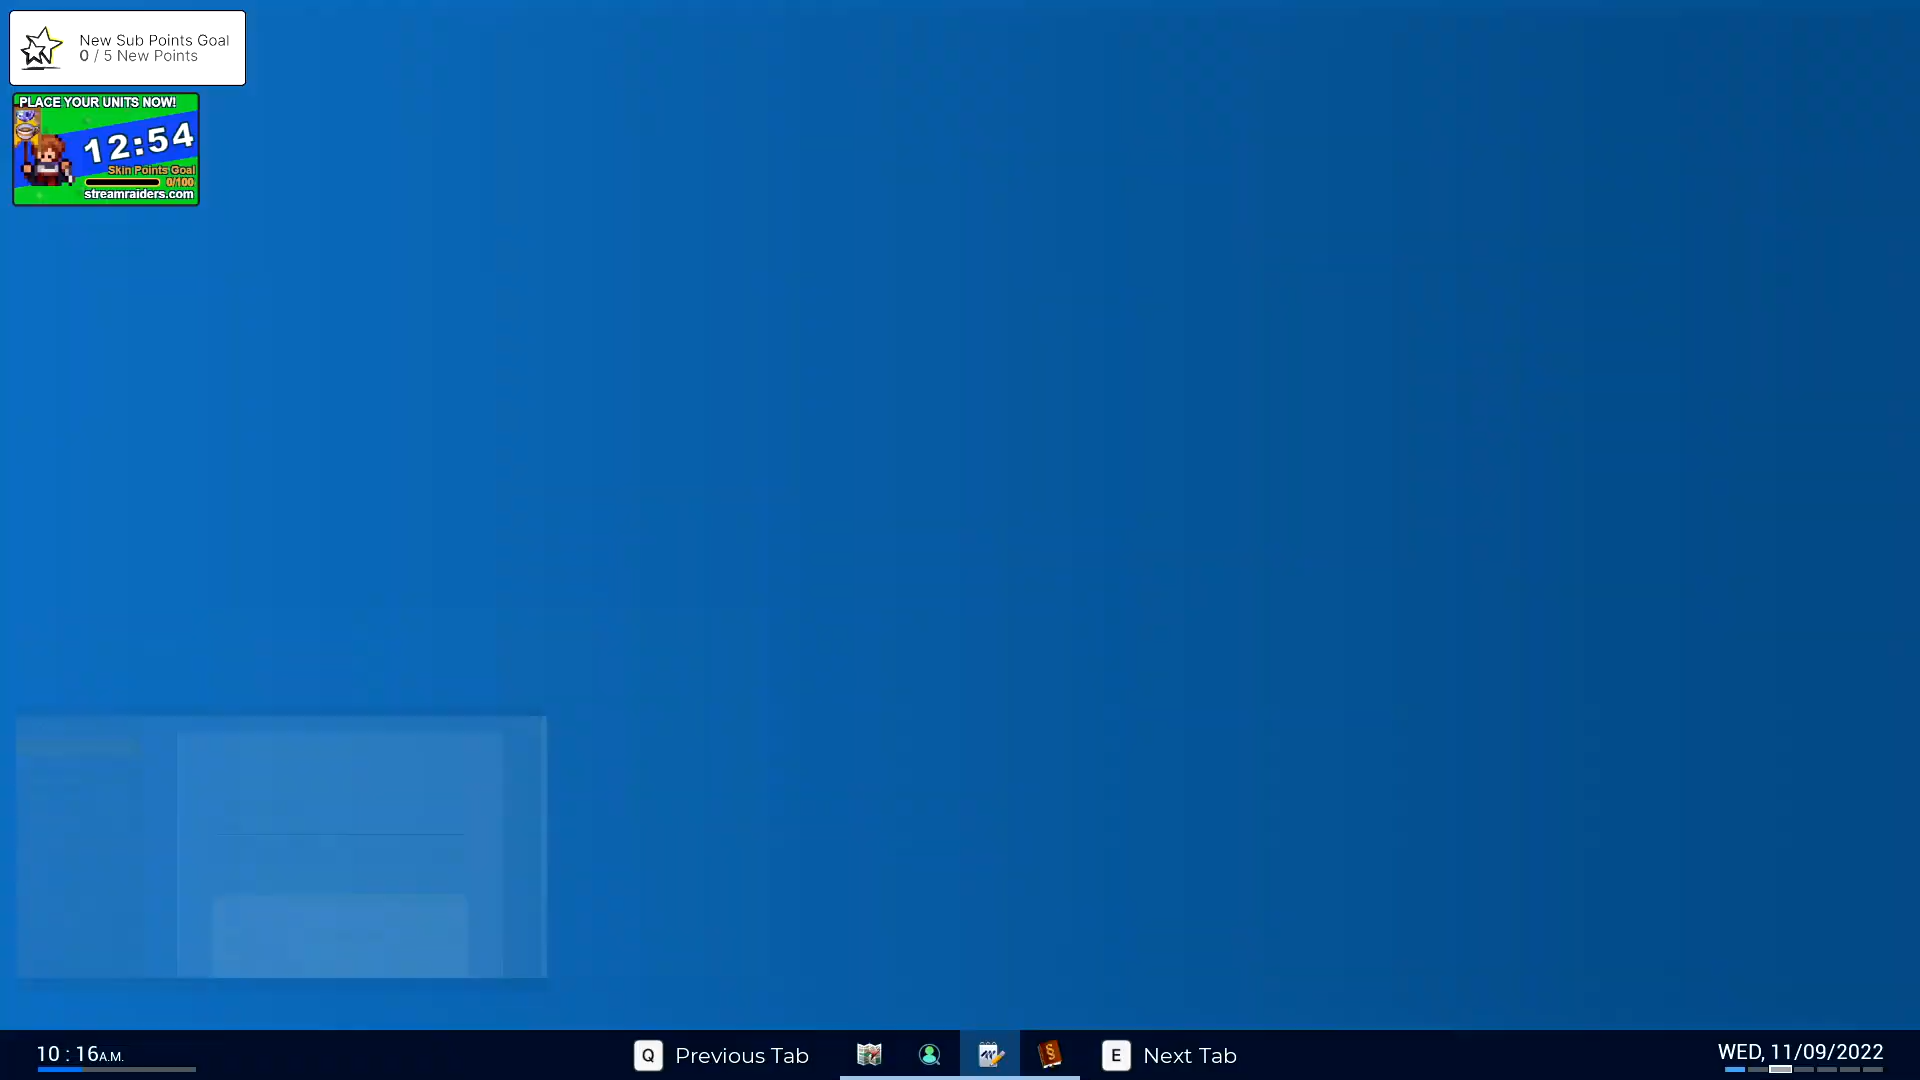 New Sub Points Goal
0 / 5 New Points
PLACE YOUR UNITS NOW!
12:54
Skin Points Goal
0/100
streamraiders.com
10 : 16 A.M.
Q Previous Tab
E Next Tab
WED, 11/09/2022